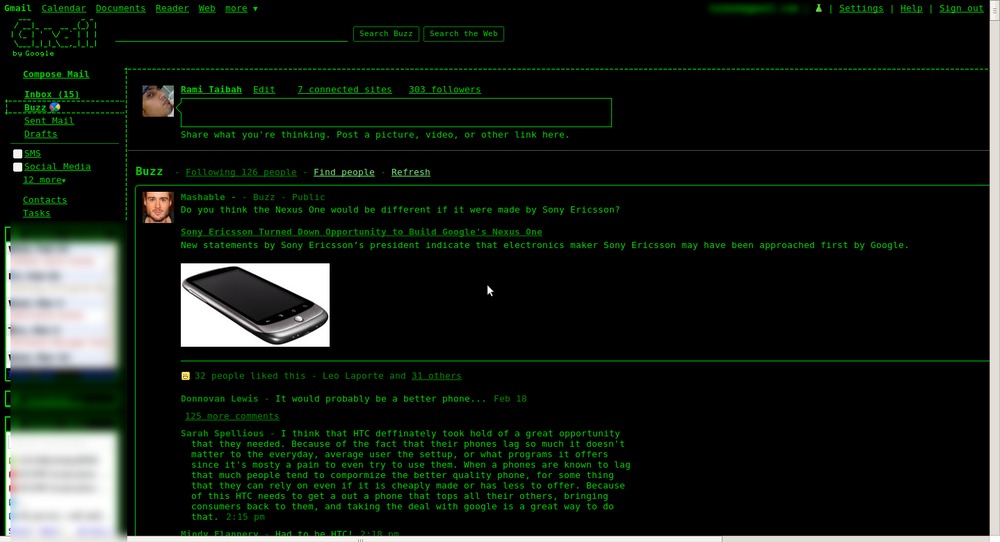 Gmail Calendar Documents Reader Web more ▼
| Settings | Help | Sign out
Gmail
by Google
Search Buzz
Search the Web
Compose Mail
Inbox (15)
Buzz
Sent Mail
Drafts
SMS
Social Media
12 more▾
Contacts
Tasks
Rami Taibah Edit 7 connected sites 303 followers
Share what you're thinking. Post a picture, video, or other link here.
Buzz - Following 126 people - Find people - Refresh
Mashable - - Buzz - Public
Do you think the Nexus One would be different if it were made by Sony Ericsson?
Sony Ericsson Turned Down Opportunity to Build Google's Nexus One
New statements by Sony Ericsson's president indicate that electronics maker Sony Ericsson may have been approached first by Google.
32 people liked this - Leo Laporte and 31 others
Donnovan Lewis - It would probably be a better phone... Feb 18
125 more comments
Sarah Spellious - I think that HTC deffinately took hold of a great opportunity
that they needed. Because of the fact that their phones lag so much it doesn't
matter to the everyday, average user the settup, or what programs it offers
since it's mosty a pain to even try to use them. When a phones are known to lag
that much people tend to compormize the better quality phone, for some thing
that they can rely on even if it is cheaply made or has less to offer. Because
of this HTC needs to get a out a phone that tops all their others, bringing
consumers back to them, and taking the deal with google is a great way to do
that. 2:15 pm
Mindy Flannery - Had to be HTC! 2:18 pm